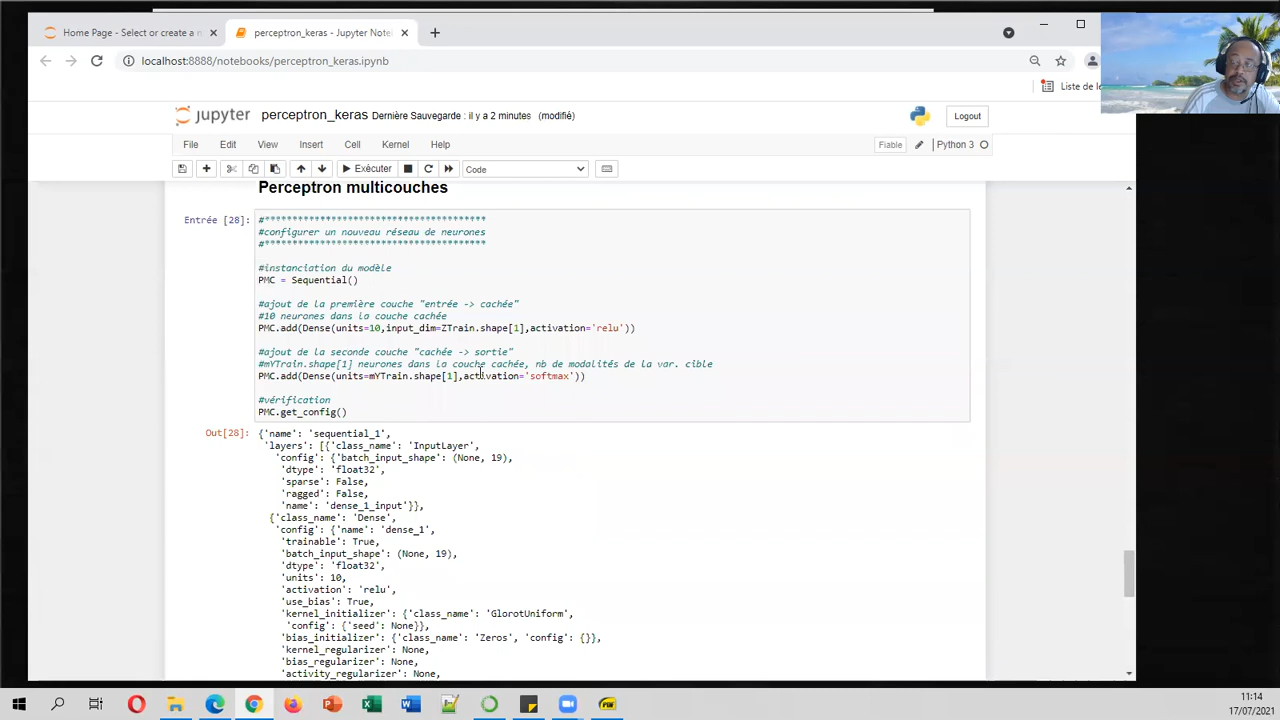 Home Page - Select or create a n
perceptron_keras - Jupyter Note
localhost:8888/notebooks/perceptron_keras.ipynb
Liste de
jupyter perceptron_keras Dernière Sauvegarde : il y a 2 minutes (modifié)
Logout
File Edit View Insert Cell Kernel Help
Fiable Python 3
Exécuter Code
Perceptron multicouches
Entrée [28]:
#****************************************
#configurer un nouveau réseau de neurones
#****************************************
#instanciation du modèle
PMC = Sequential()
#ajout de la première couche "entrée -> cachée"
#10 neurones dans la couche cachée
PMC.add(Dense(units=10,input_dim=ZTrain.shape[1],activation='relu'))
#ajout de la seconde couche "cachée -> sortie"
#mYTrain.shape[1] neurones dans la couche cachée, nb de modalités de la var. cible
PMC.add(Dense(units=mYTrain.shape[1],activation='softmax'))
#vérification
PMC.get_config()
Out[28]:
{'name': 'sequential_1',
'layers': [{'class_name': 'InputLayer',
'config': {'batch_input_shape': (None, 19),
'dtype': 'float32',
'sparse': False,
'ragged': False,
'name': 'dense_1_input'}},
{'class_name': 'Dense',
'config': {'name': 'dense_1',
'trainable': True,
'batch_input_shape': (None, 19),
'dtype': 'float32',
'units': 10,
'activation': 'relu',
'use_bias': True,
'kernel_initializer': {'class_name': 'GlorotUniform',
'config': {'seed': None}},
'bias_initializer': {'class_name': 'Zeros', 'config': {}},
'kernel_regularizer': None,
'bias_regularizer': None,
'activity_regularizer': None,
11:14
17/07/2021